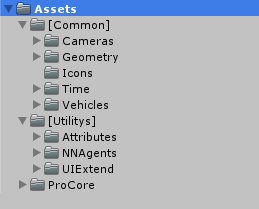 Assets
[Common]
Cameras
Geometry
Icons
Time
Vehicles
[Utilitys]
Attributes
NNAgents
UIExtend
ProCore